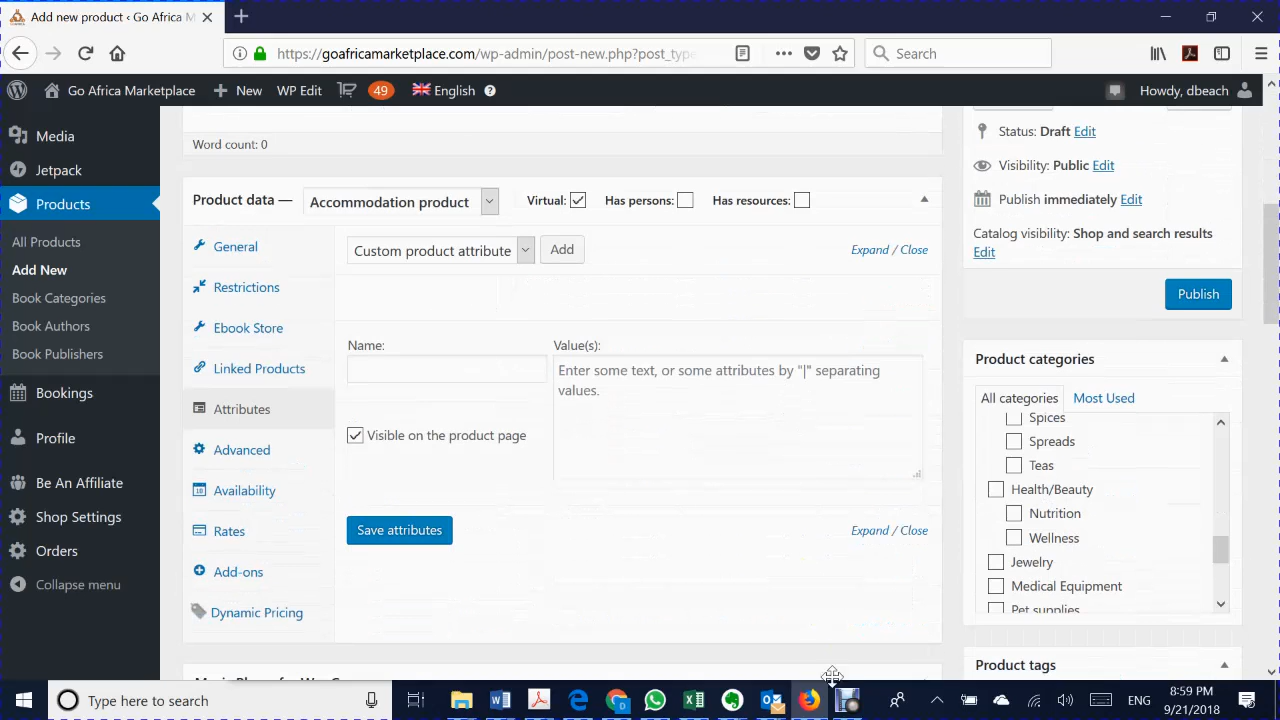 Add new product ‹ Go Africa M
https://goafricamarketplace.com/wp-admin/post-new.php?post_type
Search
Go Africa Marketplace
New
WP Edit
49
English
Howdy, dbeach
Media
Jetpack
Products
All Products
Add New
Book Categories
Book Authors
Book Publishers
Bookings
Profile
Be An Affiliate
Shop Settings
Orders
Collapse menu
Word count: 0
Product data — Accommodation product Virtual: Has persons: Has resources:
General
Restrictions
Ebook Store
Linked Products
Attributes
Advanced
Availability
Rates
Add-ons
Dynamic Pricing
Custom product attribute Add Expand / Close
Name:
Value(s):
Enter some text, or some attributes by "|" separating
values.
Visible on the product page
Save attributes Expand / Close
Status: Draft Edit
Visibility: Public Edit
Publish immediately Edit
Catalog visibility: Shop and search results
Edit
Publish
Product categories
All categories Most Used
Spices
Spreads
Teas
Health/Beauty
Nutrition
Wellness
Jewelry
Medical Equipment
Pet supplies
Product tags
Type here to search
ENG
8:59 PM
9/21/2018